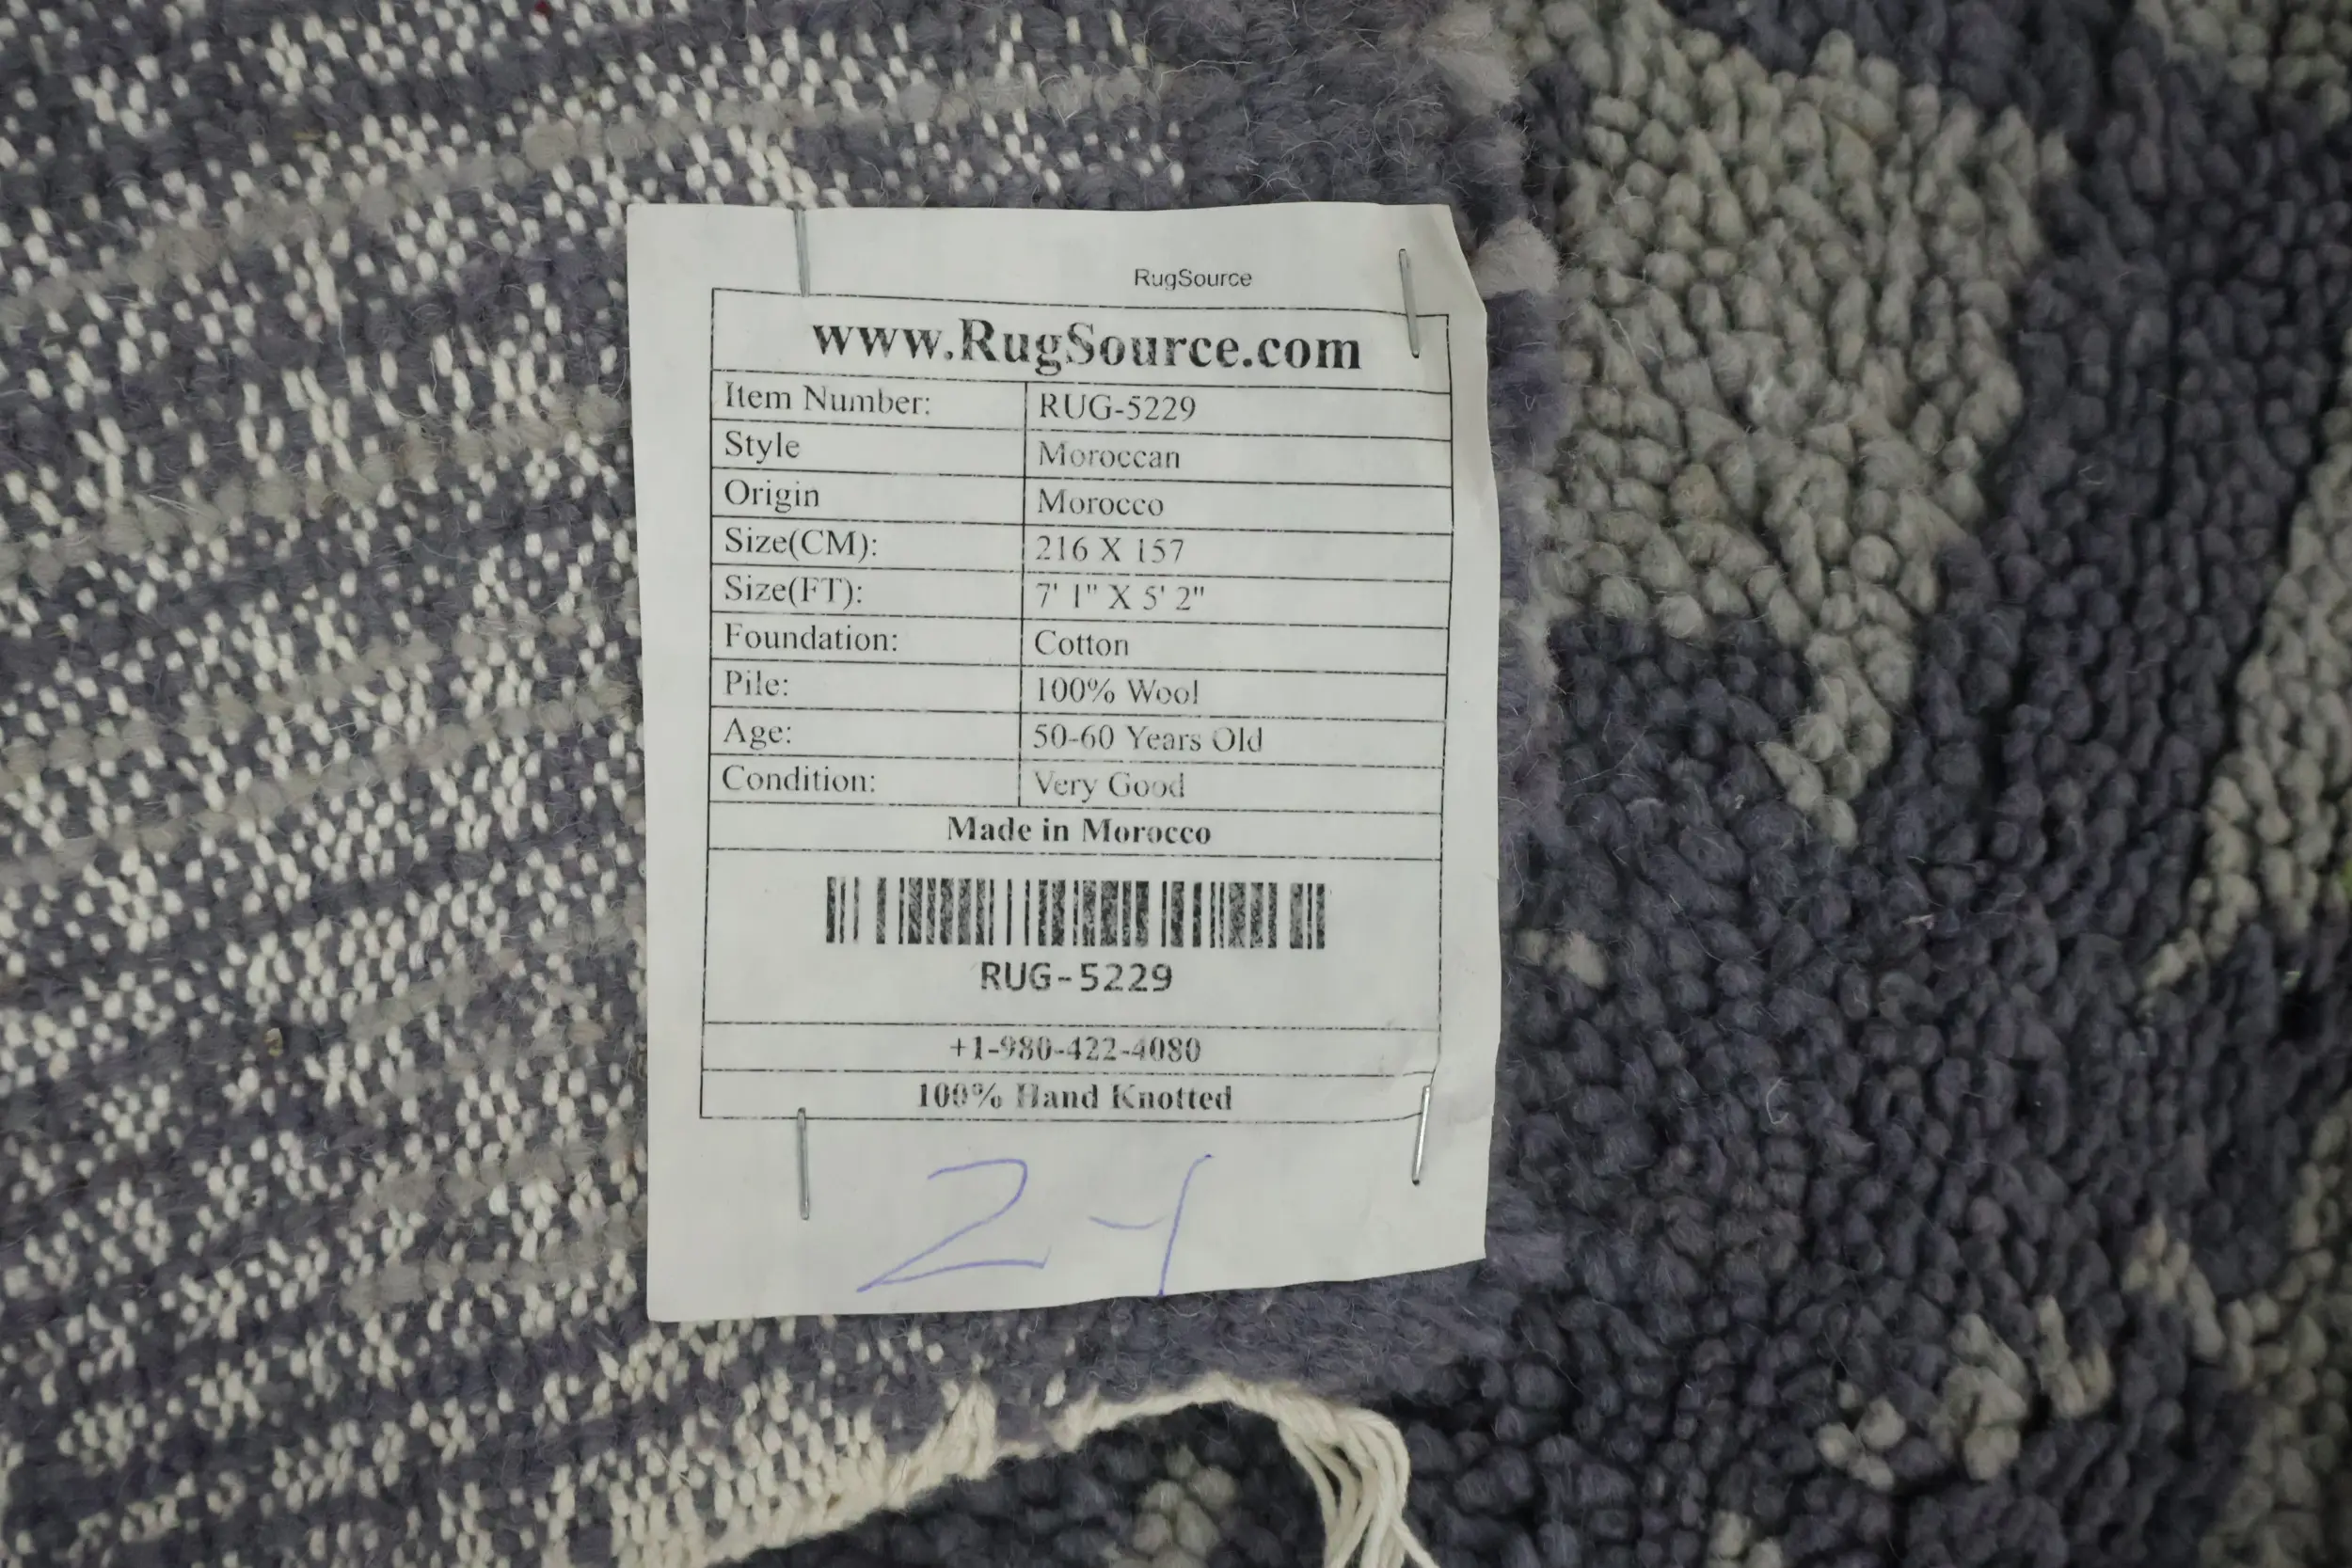 RugSource
www.RugSource.com
Item Number: RUG-5229
Style Moroccan
Origin Morocco
Size(CM): 216 X 157
Size(FT): 7' 1" X 5' 2"
Foundation: Cotton
Pile: 100% Wool
Age: 50-60 Years Old
Condition: Very Good
Made in Morocco
RUG-5229
+1-980-422-4080
100% Hand Knotted